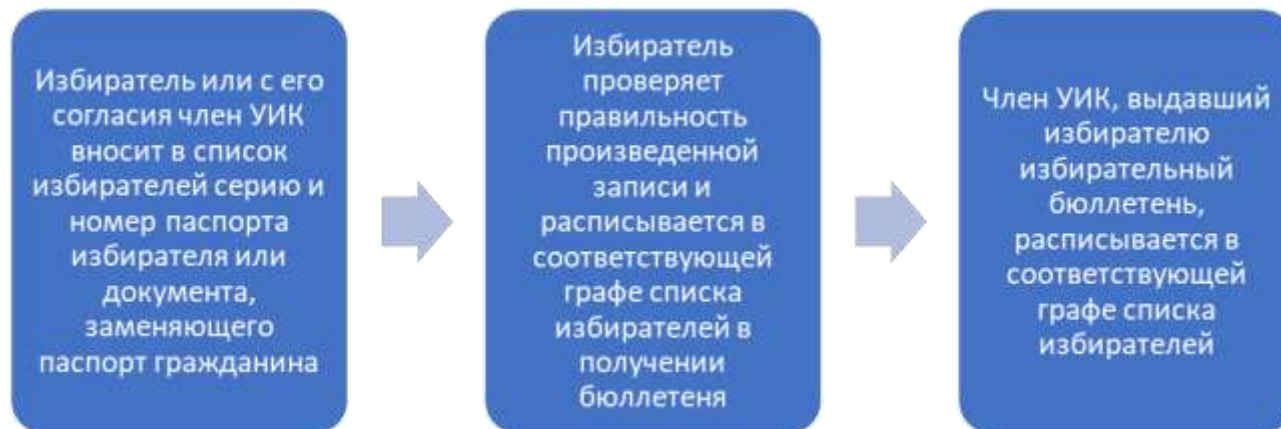 Избиратель или с его
согласия член УИК
вносит в список
избирателей серию и
номер паспорта
избирателя или
документа,
заменяющего
паспорт гражданина
Избиратель
проверяет
правильность
произведенной
записи и
расписывается в
соответствующей
графе списка
избирателей в
получении
бюллетеня
Член УИК, выдавший
избирателю
избирательный
бюллетень,
расписывается в
соответствующей
графе списка
избирателей